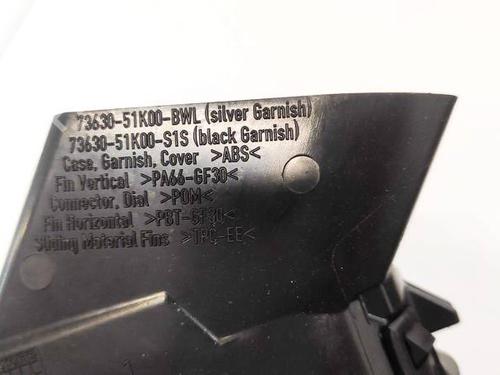 73630-51K00-BWL (silver Garnish)
73630-51K00-S1S (black Garnish)
Case, Garnish, Cover >ABS<
Fin Vertical >PA66-GF30<
Connector, Dial >POM<
Fin Horizontal >PBT-GF30<
Sliding Material Fins >TPC-EE<